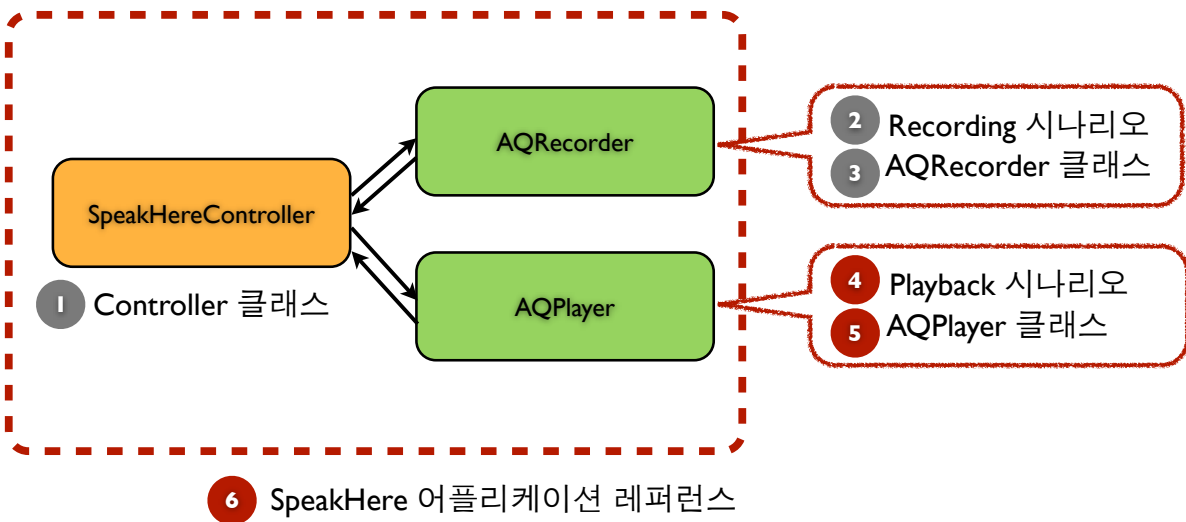 AQRecorder
2 Recording 시나리오
3 AQRecorder 클래스
SpeakHereController
1 Controller 클래스
AQPlayer
4 Playback 시나리오
5 AQPlayer 클래스
6 SpeakHere 어플리케이션 레퍼런스